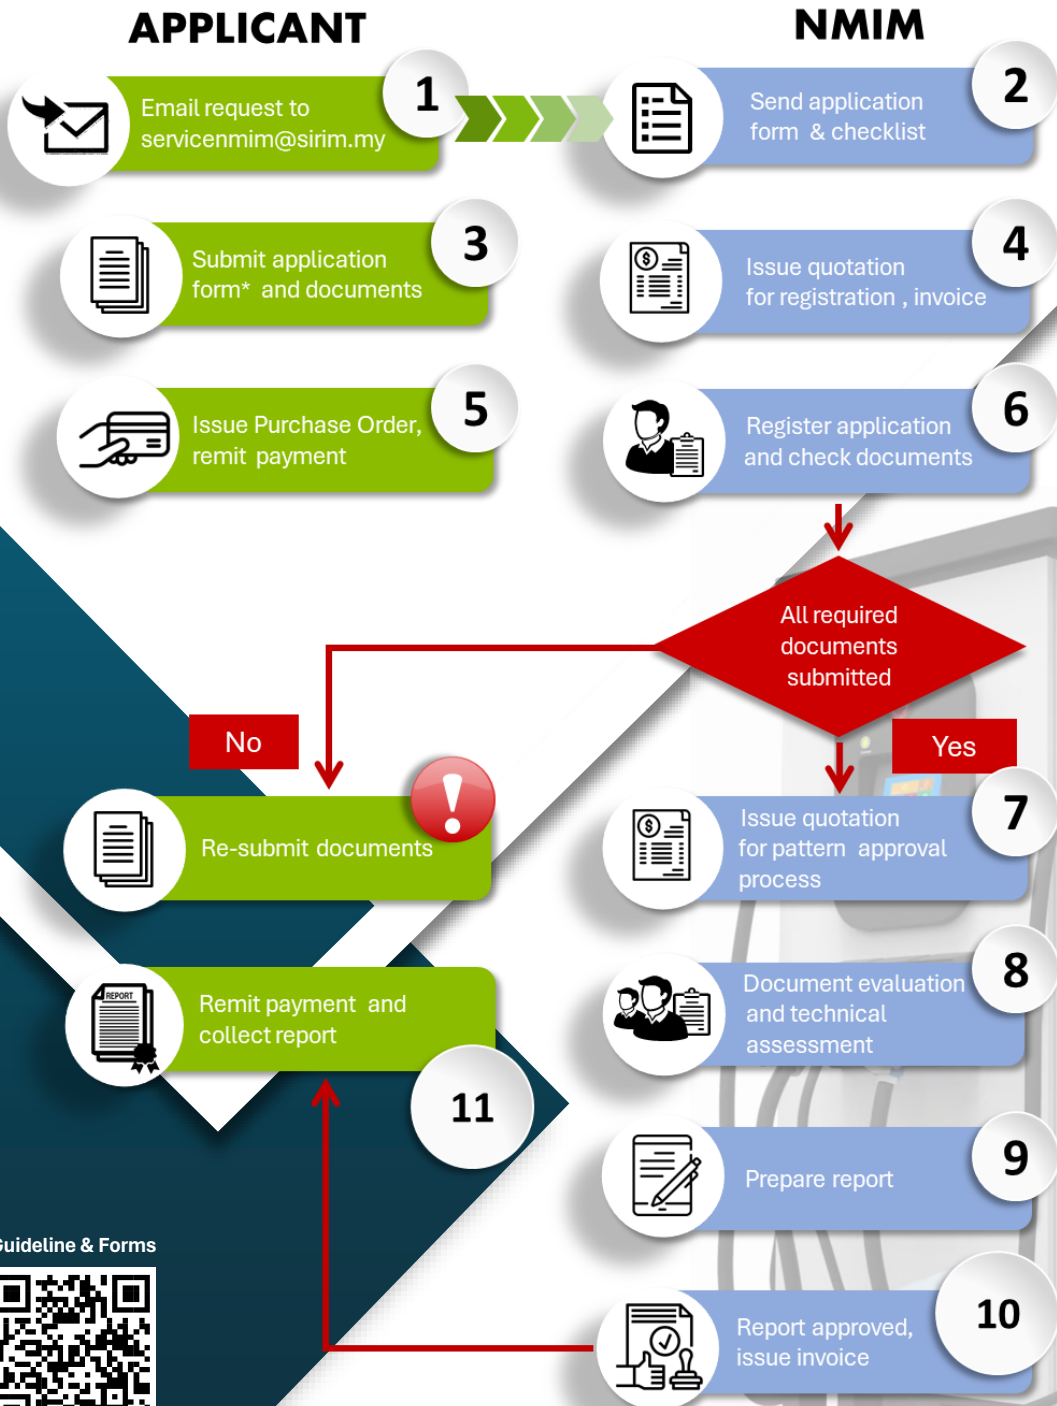 APPLICANT
NMIM
Email request to
servicenmim@sirim.my
1
Send application
form & checklist
2
Submit application
form* and documents
3
Issue quotation
for registration , invoice
4
Issue Purchase Order,
remit payment
5
Register application
and check documents
6
All required
documents
submitted
No
Yes
Re-submit documents
!
Issue quotation
for pattern approval
process
7
REPORT
Remit payment and
collect report
11
Document evaluation
and technical
assessment
8
Prepare report
9
Guideline & Forms
Report approved,
issue invoice
10